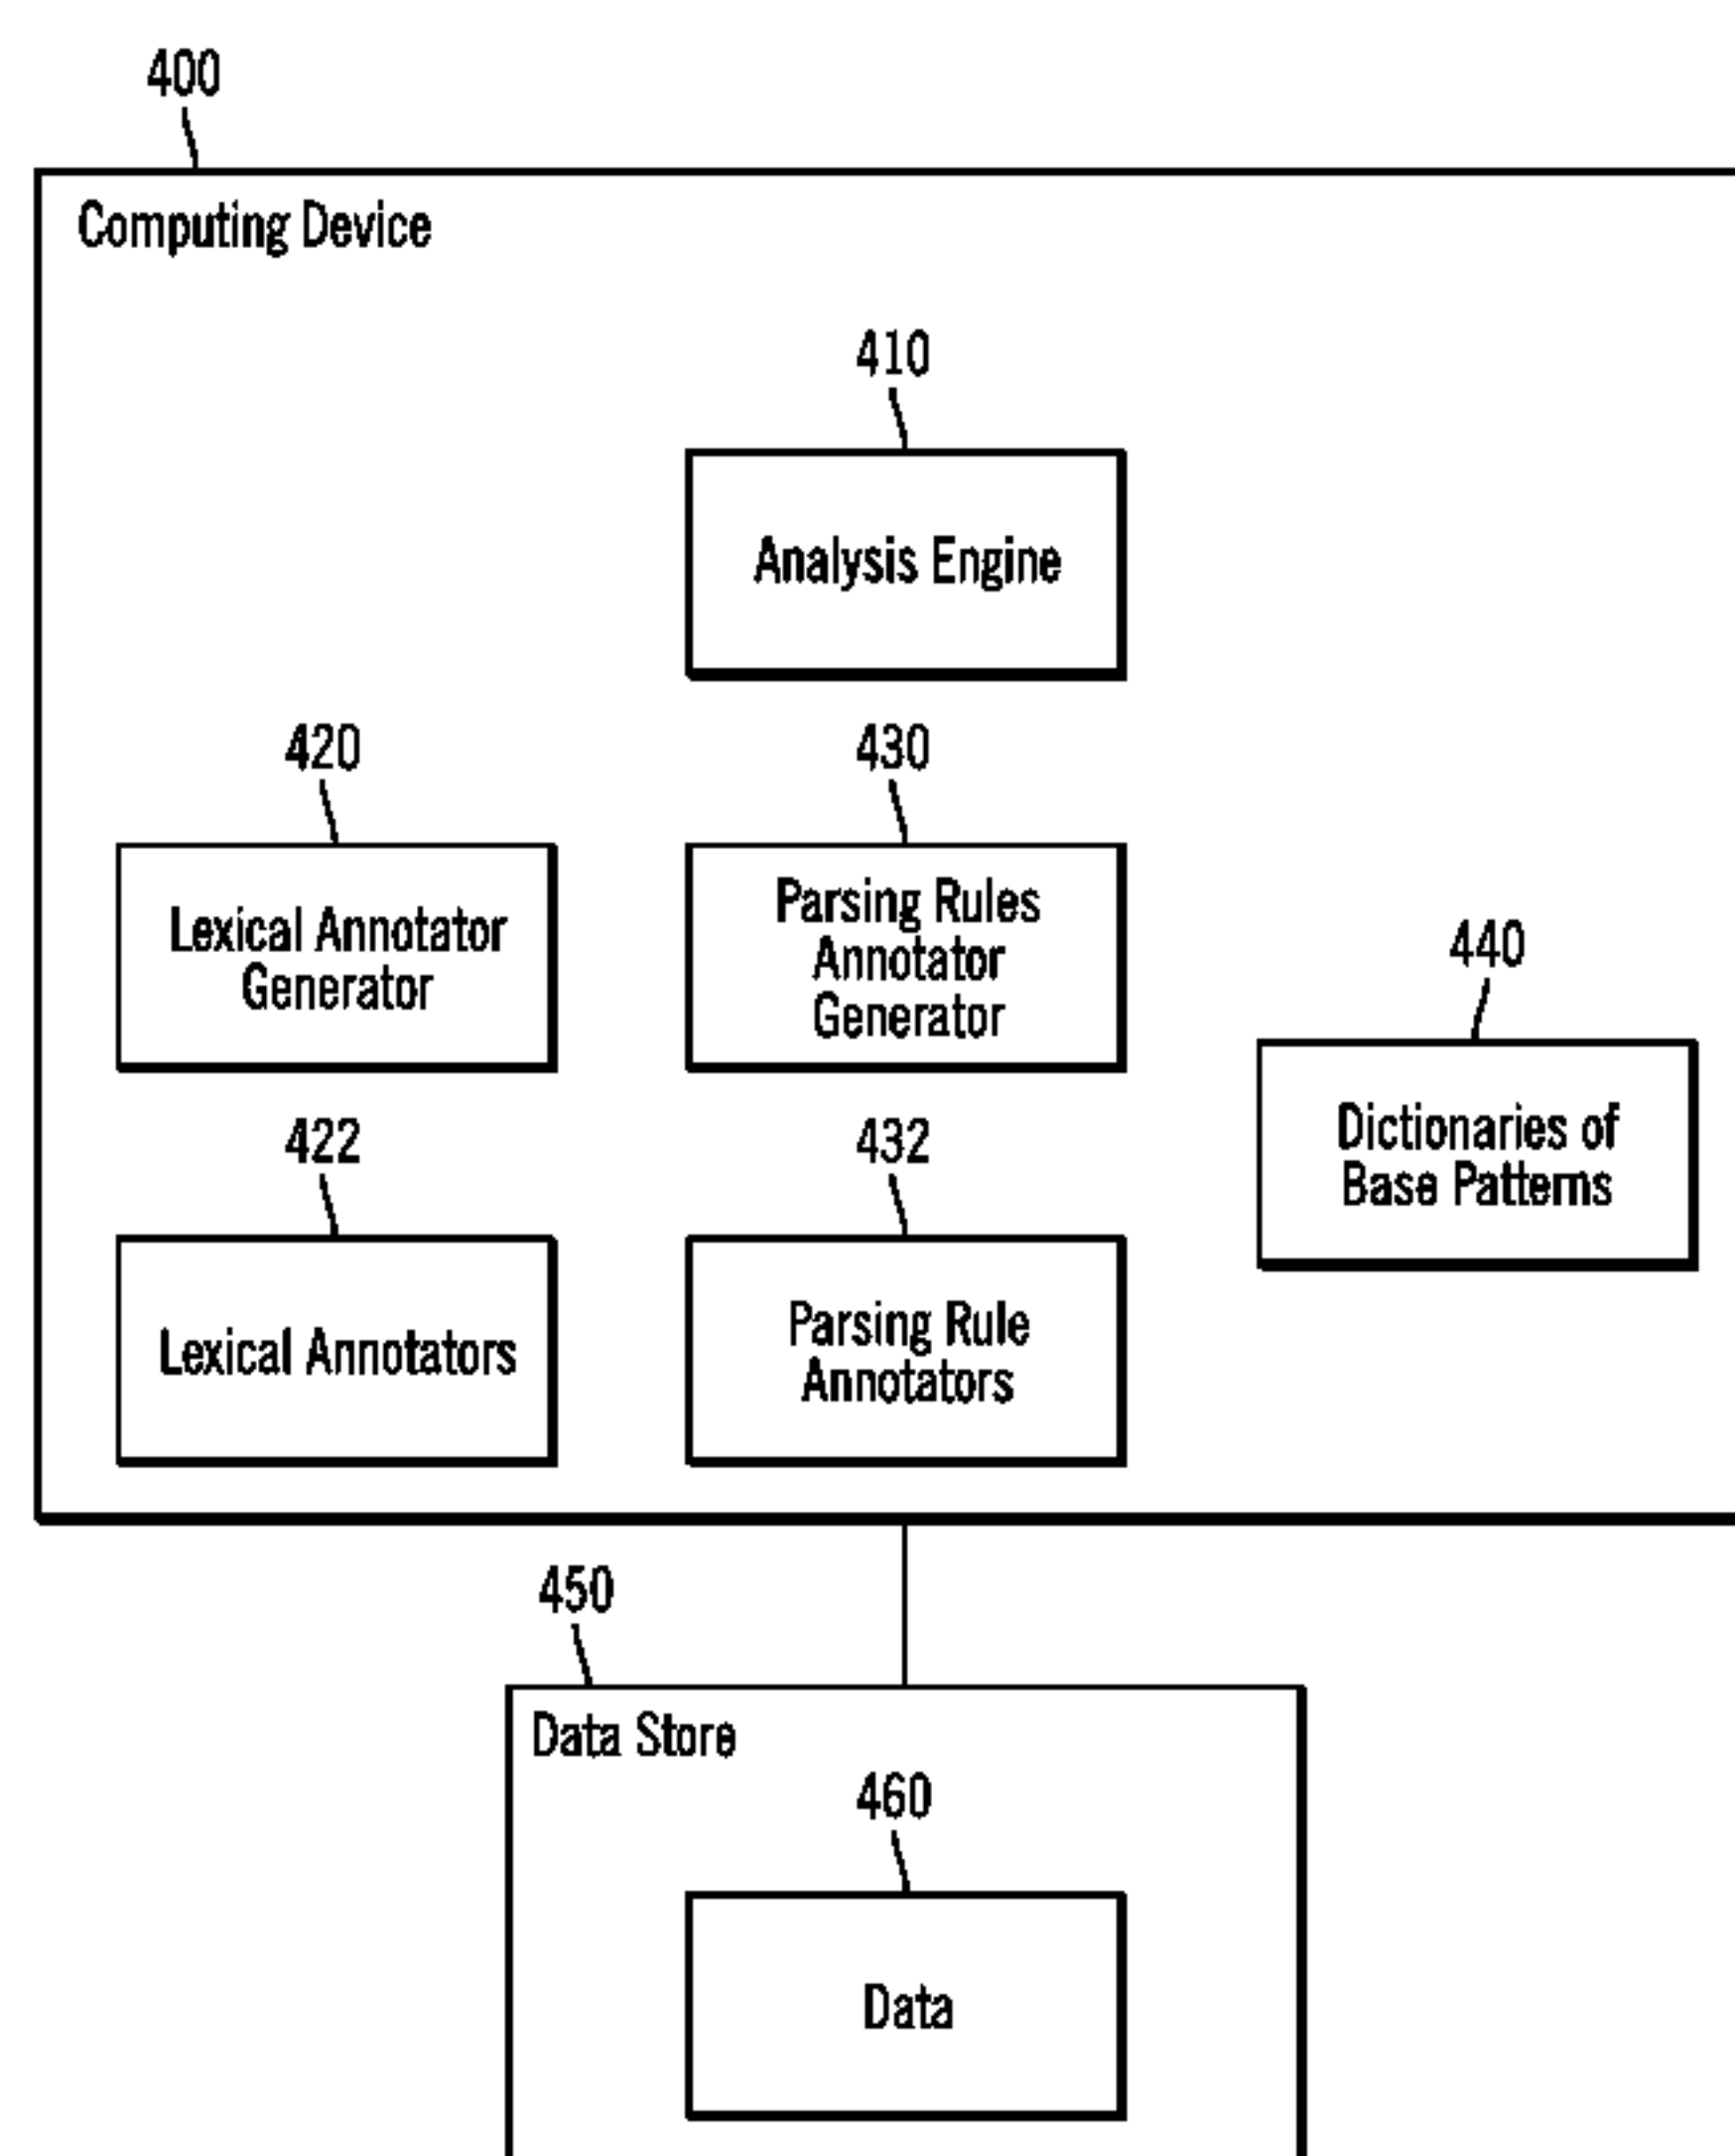 400
Computing Device
410
Analysis Engine
420
430
Lexical Annotator
Generator
Parsing Rules
Annotator
Generator
440
Dictionaries of
Base Patterns
422
432
Lexical Annotators
Parsing Rule
Annotators
450
Data Store
460
Data